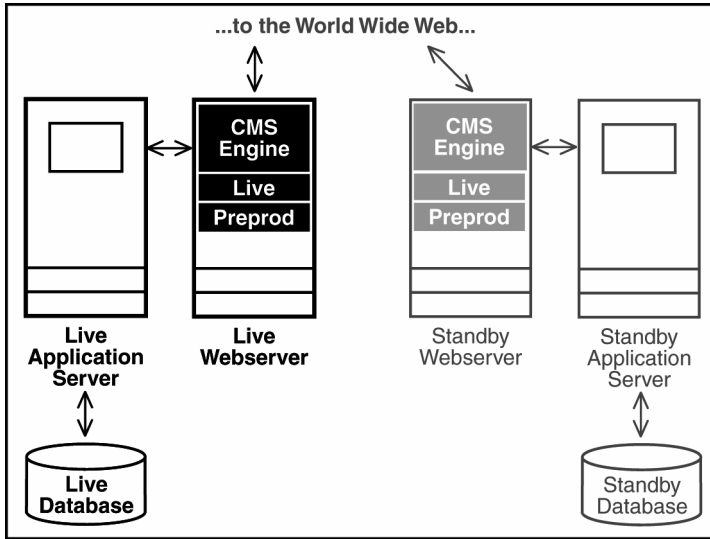 ...to the World Wide Web...
CMS
Engine
Live
Preprod
CMS
Engine
Live
Preprod
Live
Application
Server
Live
Webserver
Standby
Webserver
Standby
Application
Server
Live
Database
Standby
Database